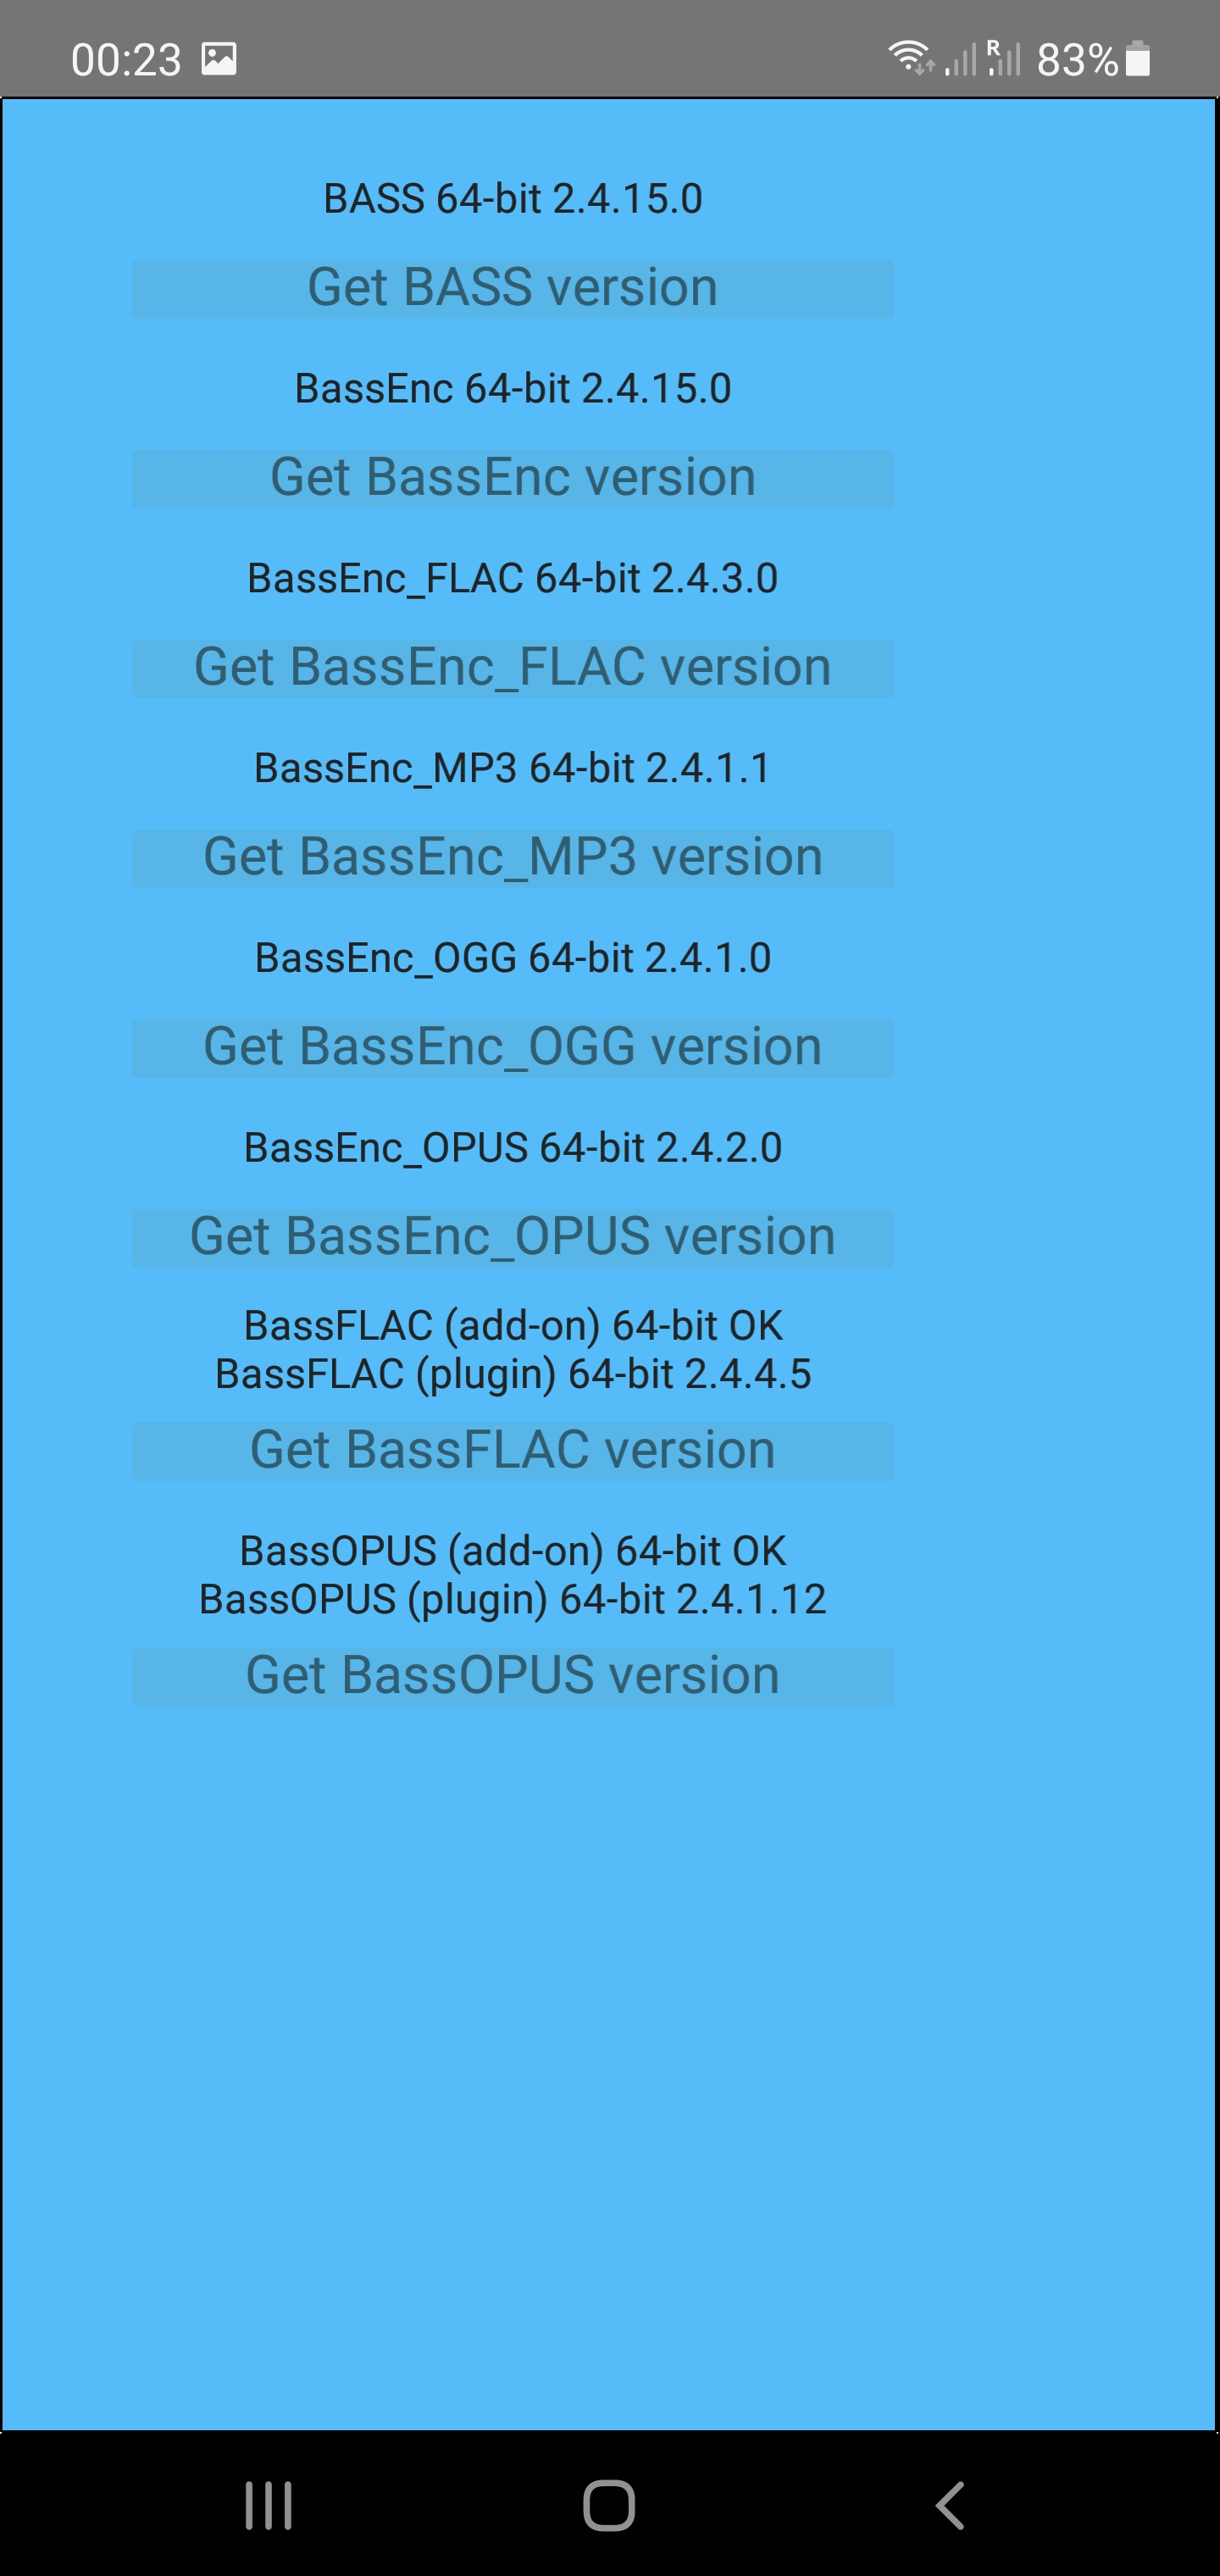 00:23
R 83%
BASS 64-bit 2.4.15.0
Get BASS version
BassEnc 64-bit 2.4.15.0
Get BassEnc version
BassEnc_FLAC 64-bit 2.4.3.0
Get BassEnc_FLAC version
BassEnc_MP3 64-bit 2.4.1.1
Get BassEnc_MP3 version
BassEnc_OGG 64-bit 2.4.1.0
Get BassEnc_OGG version
BassEnc_OPUS 64-bit 2.4.2.0
Get BassEnc_OPUS version
BassFLAC (add-on) 64-bit OK
BassFLAC (plugin) 64-bit 2.4.4.5
Get BassFLAC version
BassOPUS (add-on) 64-bit OK
BassOPUS (plugin) 64-bit 2.4.1.12
Get BassOPUS version